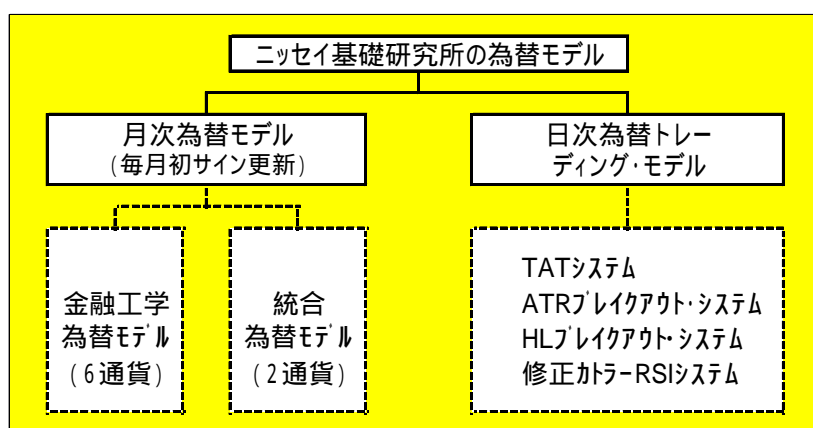 ニッセイ基礎研究所の為替モデル
月次為替モデル
(毎月初サイン更新)
日次為替トレー
ディング・モデル
金融工学
為替ﾓﾃﾞﾙ
(6通貨)
統合
為替ﾓﾃﾞﾙ
(2通貨)
TATｼｽﾃﾑ
ATRﾌﾞﾚｲｸｱｳﾄ･ｼｽﾃﾑ
HLﾌﾞﾚｲｸｱｳﾄ･ｼｽﾃﾑ
修正ｶﾄﾗｰRSIｼｽﾃﾑ